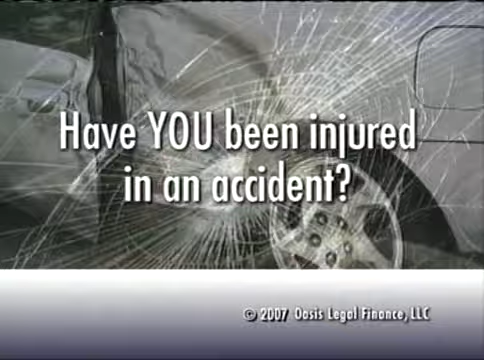 Have YOU been injured
in an accident?
© 2007 Oasis Legal Finance, LLC